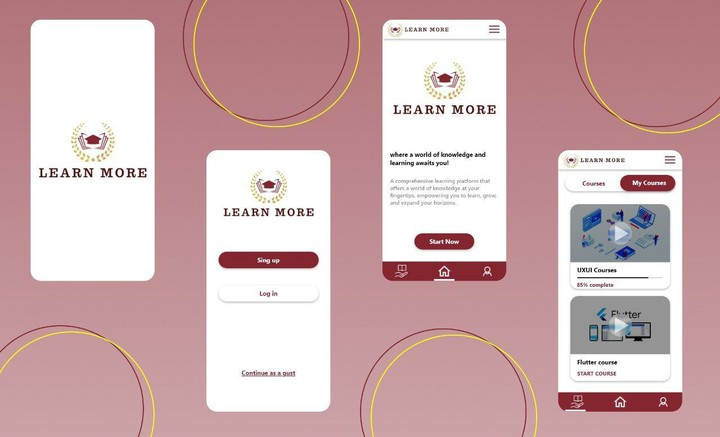 LEARN MORE
LEARN MORE
Sing up
Log in
Continue as a gust
LEARN MORE
LEARN MORE
where a world of knowledge and
learning awaits you!
A comprehensive learning platform that
offers a world of knowledge at your
fingertips, empowering you to learn, grow,
and expand your horizons.
Start Now
LEARN MORE
Courses
My Courses
UXUI Courses
85% complete
Flutter
Flutter course
START COURSE